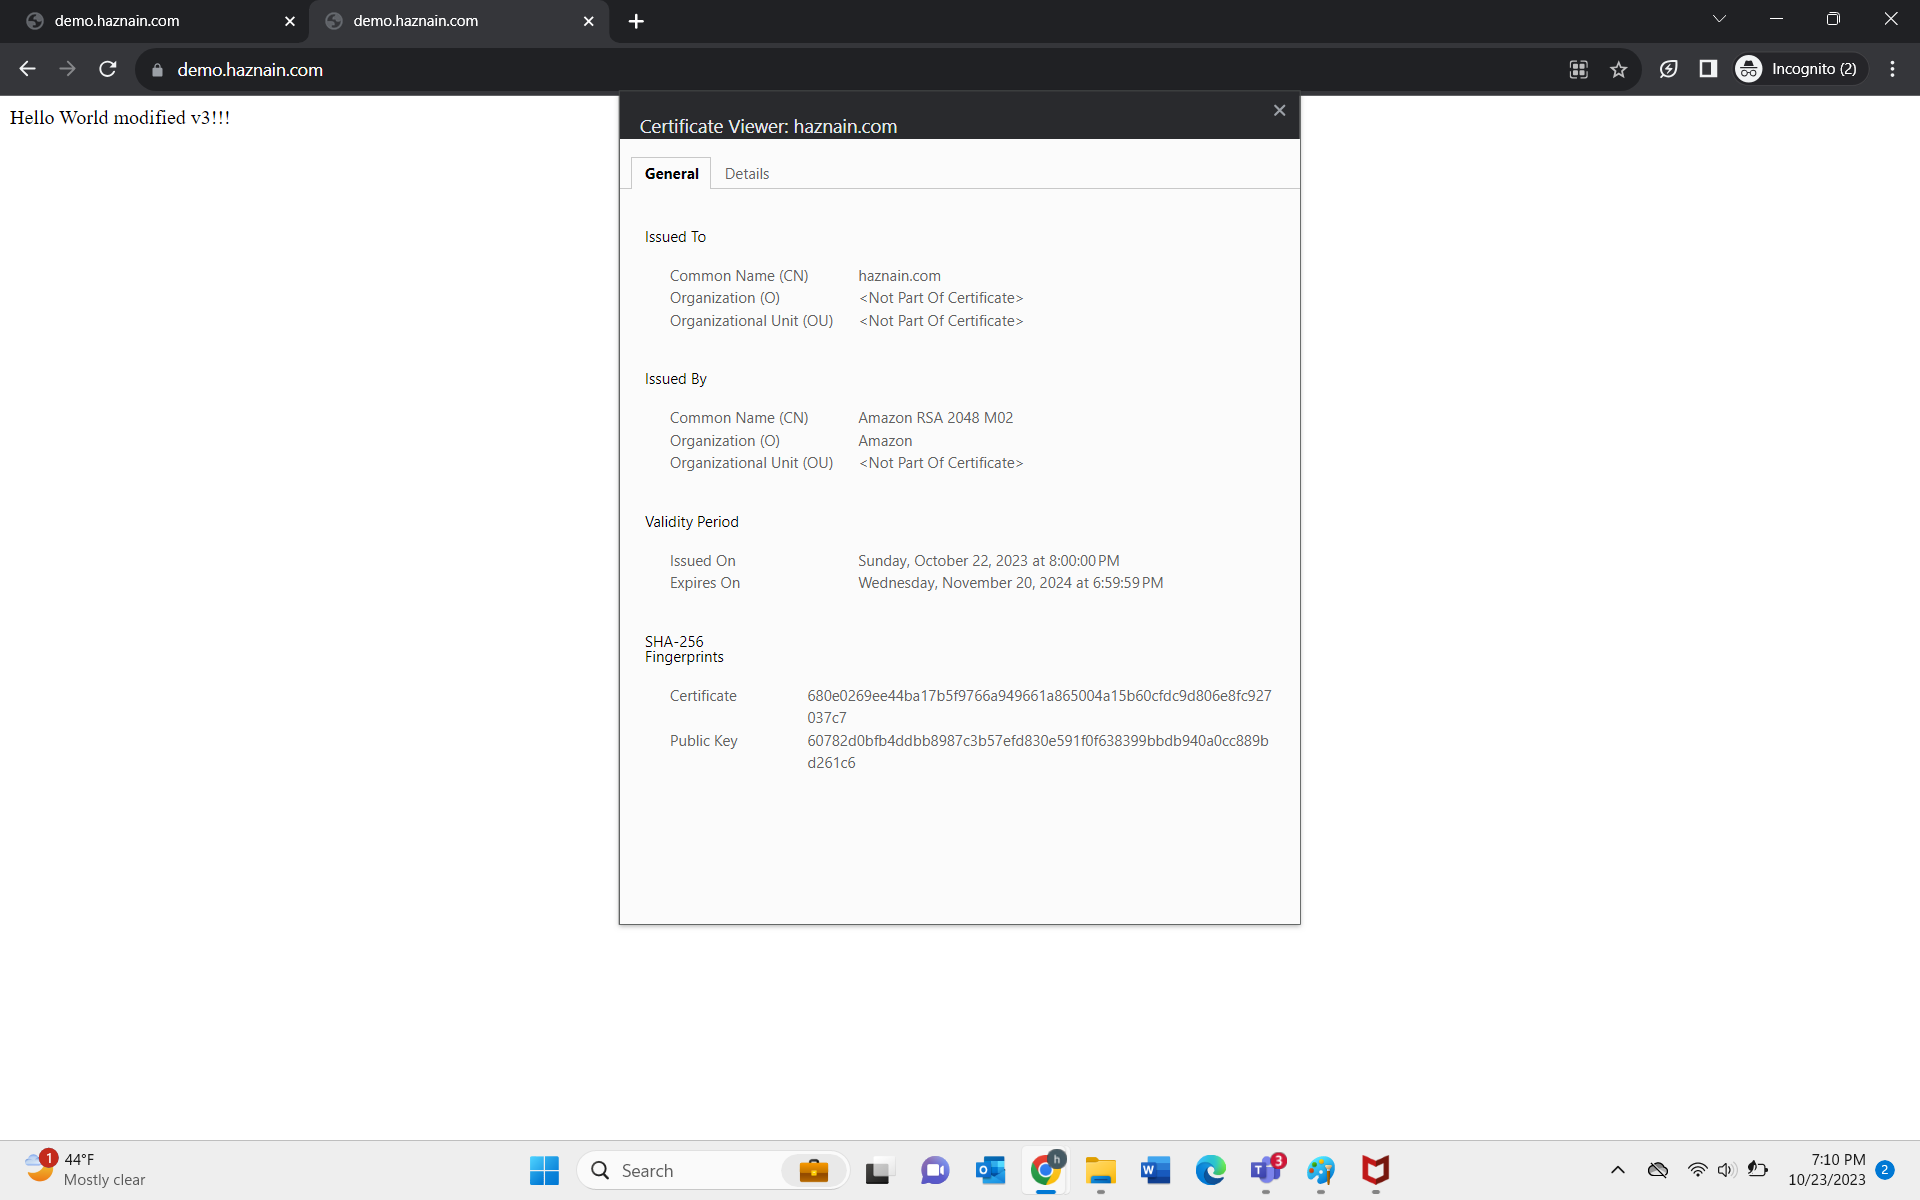 demo.haznain.com
demo.haznain.com
demo.haznain.com
Incognito (2)
Hello World modified v3!!!
Certificate Viewer: haznain.com
General Details
Issued To
Common Name (CN) haznain.com
Organization (O) <Not Part Of Certificate>
Organizational Unit (OU) <Not Part Of Certificate>
Issued By
Common Name (CN) Amazon RSA 2048 M02
Organization (O) Amazon
Organizational Unit (OU) <Not Part Of Certificate>
Validity Period
Issued On Sunday, October 22, 2023 at 8:00:00 PM
Expires On Wednesday, November 20, 2024 at 6:59:59 PM
SHA-256
Fingerprints
Certificate 680e0269ee44ba17b5f9766a949661a865004a15b60cfdc9d806e8fc927
037c7
Public Key 60782d0bfb4ddbb8987c3b57efd830e591f0f638399bbdb940a0cc889b
d261c6
1
44°F
Mostly clear
Search
h
3
7:10 PM
10/23/2023
2